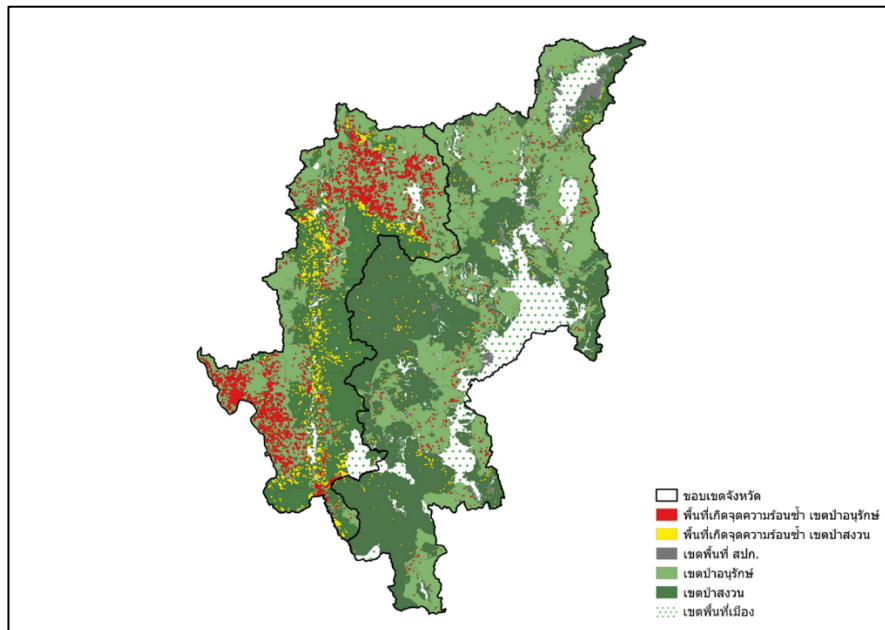 ขอบเขตจังหวัด
พื้นที่เกิดจุดความร้อนซ้ำ เขตป่าอนุรักษ์
พื้นที่เกิดจุดความร้อนซ้ำ เขตป่าสงวน
เขตพื้นที่ สปก.
เขตป่าอนุรักษ์
เขตป่าสงวน
เขตพื้นที่เมือง